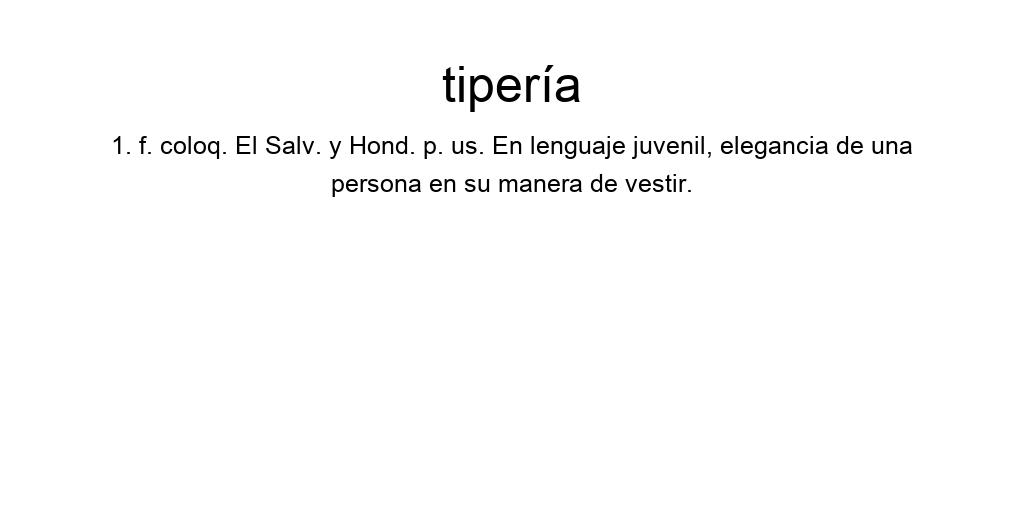 tipería
1. f. coloq. El Salv. y Hond. p. us. En lenguaje juvenil, elegancia de una
persona en su manera de vestir.